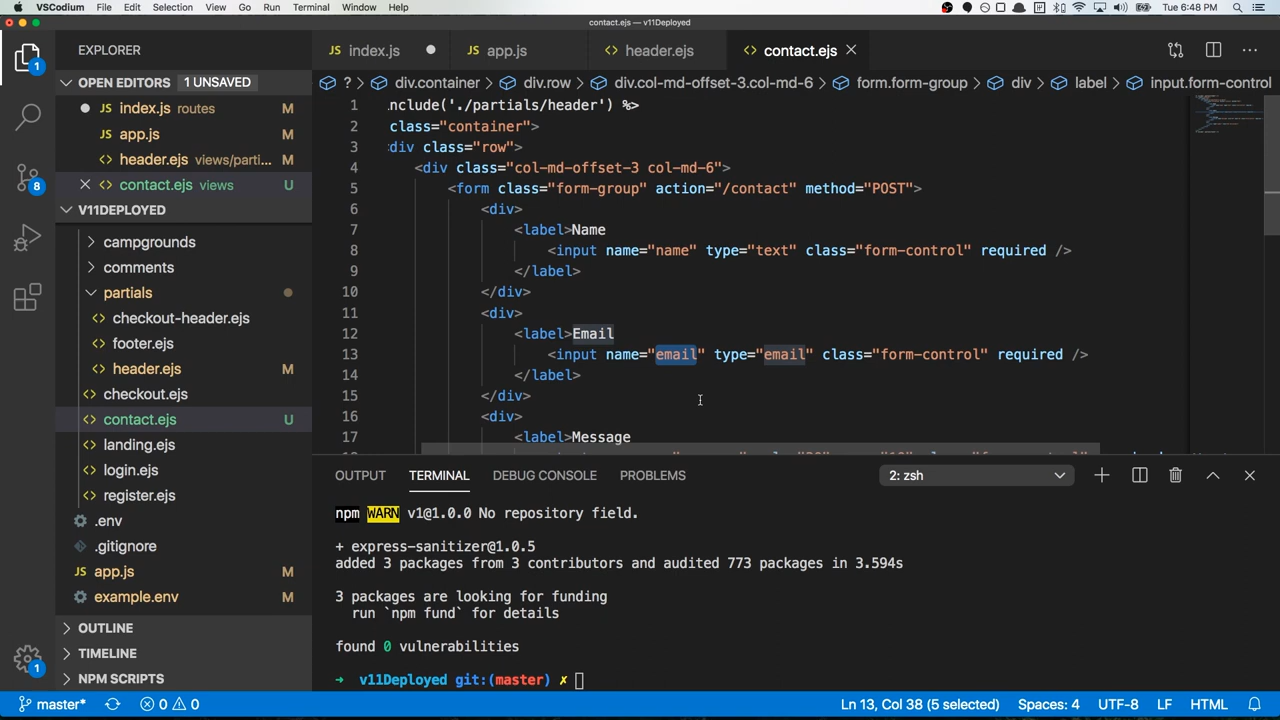 VSCodium File Edit Selection View Go Run Terminal Window Help Tue 6:48 PM
contact.ejs — v11Deployed
EXPLORER
JS index.js
JS app.js
<> header.ejs
<> contact.ejs
OPEN EDITORS 1 UNSAVED
JS index.js routes M
JS app.js M
<> header.ejs views/parti... M
<> contact.ejs views U
V11DEPLOYED
campgrounds
comments
partials
<> checkout-header.ejs
<> footer.ejs
<> header.ejs M
<> checkout.ejs
<> contact.ejs U
<> landing.ejs
<> login.ejs
<> register.ejs
.env
.gitignore
JS app.js M
<> example.env M
OUTLINE
TIMELINE
NPM SCRIPTS
1
8
1
? > div.container > div.row > div.col-md-offset-3.col-md-6 > form.form-group > div > label > input.form-control
1 nclude('./partials/header') %>
2 class="container">
3 div class="row">
4 <div class="col-md-offset-3 col-md-6">
5 <form class="form-group" action="/contact" method="POST">
6 <div>
7 <label>Name
8 <input name="name" type="text" class="form-control" required />
9 </label>
10 </div>
11 <div>
12 <label>Email
13 <input name="email" type="email" class="form-control" required />
14 </label>
15 </div>
16 <div>
17 <label>Message
OUTPUT TERMINAL DEBUG CONSOLE PROBLEMS 2: zsh
npm WARN v1@1.0.0 No repository field.
+ express-sanitizer@1.0.5
added 3 packages from 3 contributors and audited 773 packages in 3.594s
3 packages are looking for funding
run `npm fund` for details
found 0 vulnerabilities
→ v11Deployed git:(master) ✗
master* 0 0 Ln 13, Col 38 (5 selected) Spaces: 4 UTF-8 LF HTML